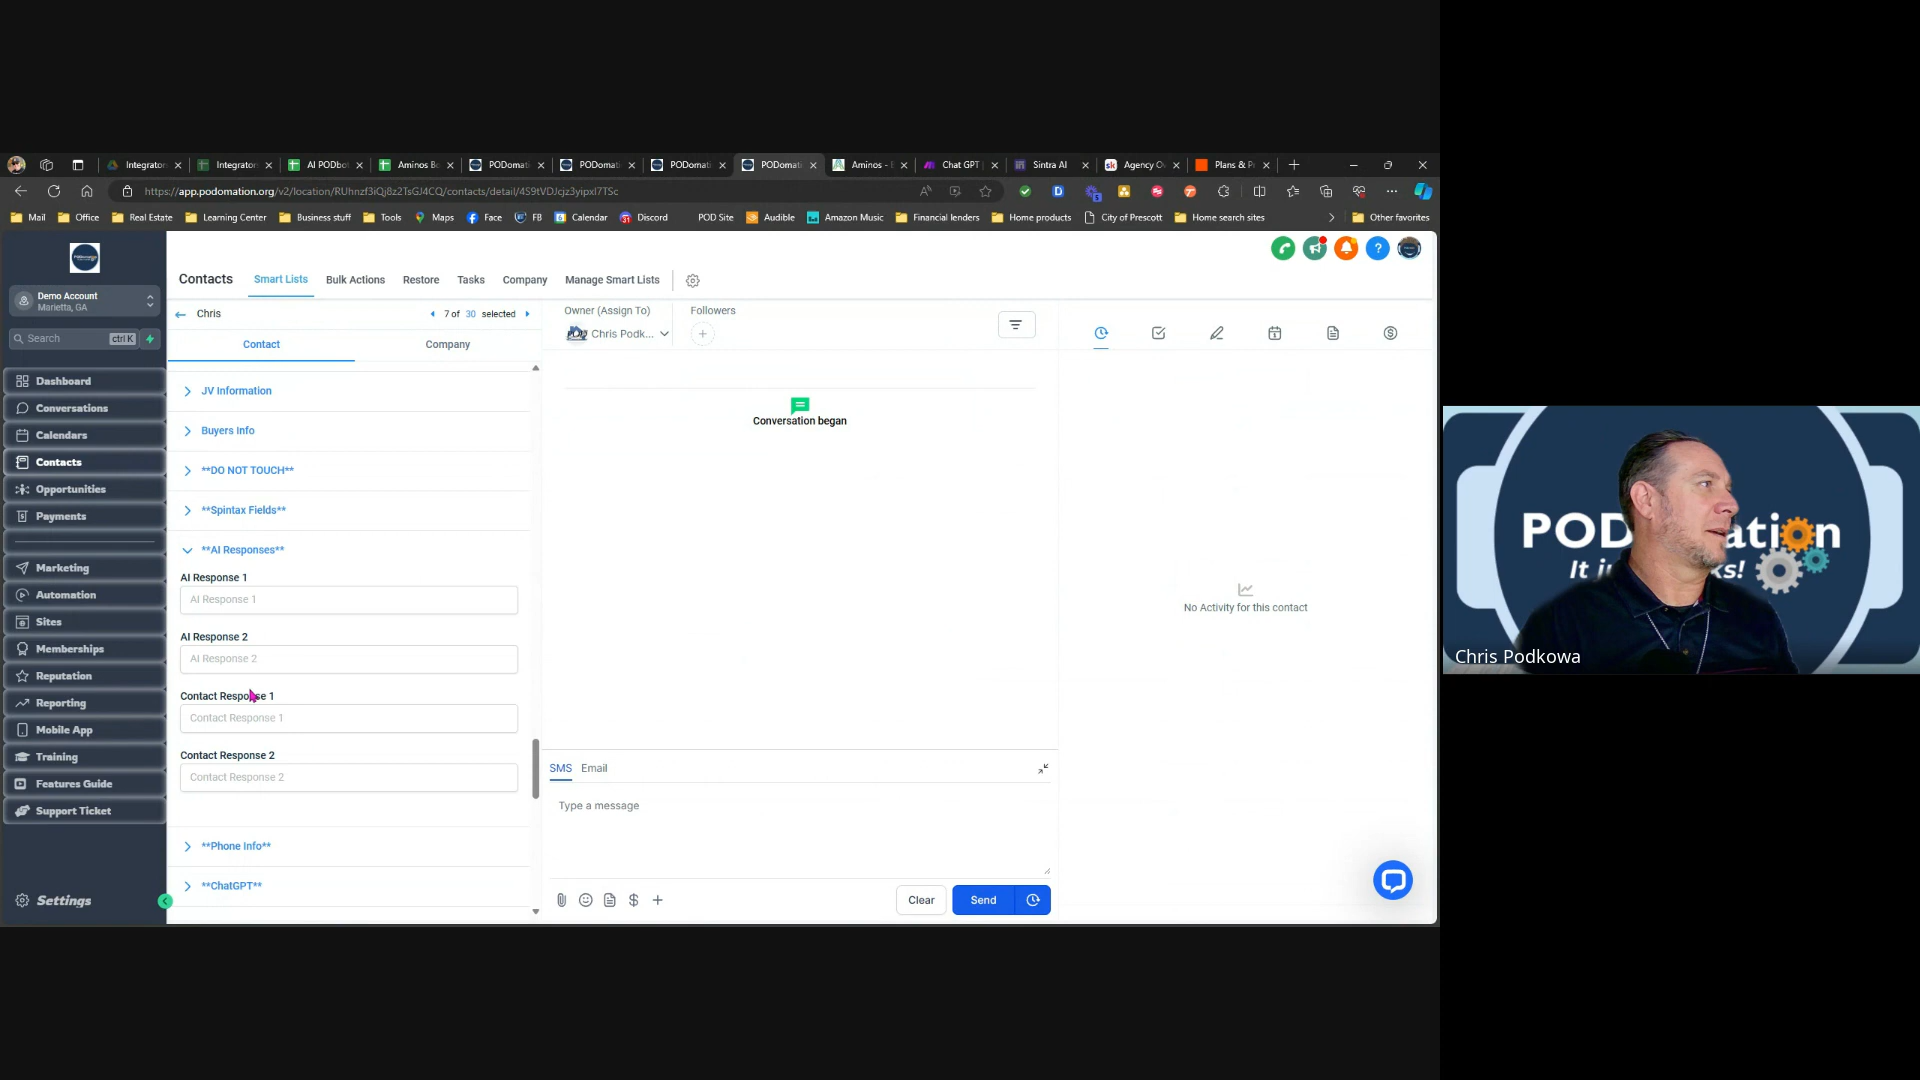 Integrator
Integrator
AI PODbo
Aminos B
PODomati
PODomati
PODomati
PODomati
Aminos -
Chat GPT
Sintra AI
Agency O
Plans & P
https://app.podomation.org/v2/location/RUhnzf3iQj8z2TsGJ4CQ/contacts/detail/4S9tVDJcjz3yipxl7TSc
Mail
Office
Real Estate
Learning Center
Business stuff
Tools
Maps
Face
FB
Calendar
Discord
POD Site
Audible
Amazon Music
Financial lenders
Home products
City of Prescott
Home search sites
Other favorites
Demo Account
Marietta, GA
Search
ctrl K
Dashboard
Conversations
Calendars
Contacts
Opportunities
Payments
Marketing
Automation
Sites
Memberships
Reputation
Reporting
Mobile App
Training
Features Guide
Support Ticket
Settings
Contacts
Smart Lists
Bulk Actions
Restore
Tasks
Company
Manage Smart Lists
Chris
7 of 30 selected
Contact
Company
JV Information
Buyers Info
**DO NOT TOUCH**
**Spintax Fields**
**AI Responses**
AI Response 1
AI Response 1
AI Response 2
AI Response 2
Contact Response 1
Contact Response 1
Contact Response 2
Contact Response 2
**Phone Info**
**ChatGPT**
Owner (Assign To)
Chris Podk...
Followers
Conversation began
SMS
Email
Type a message
Clear
Send
No Activity for this contact
POD
ation
It ju
ks!
Chris Podkowa